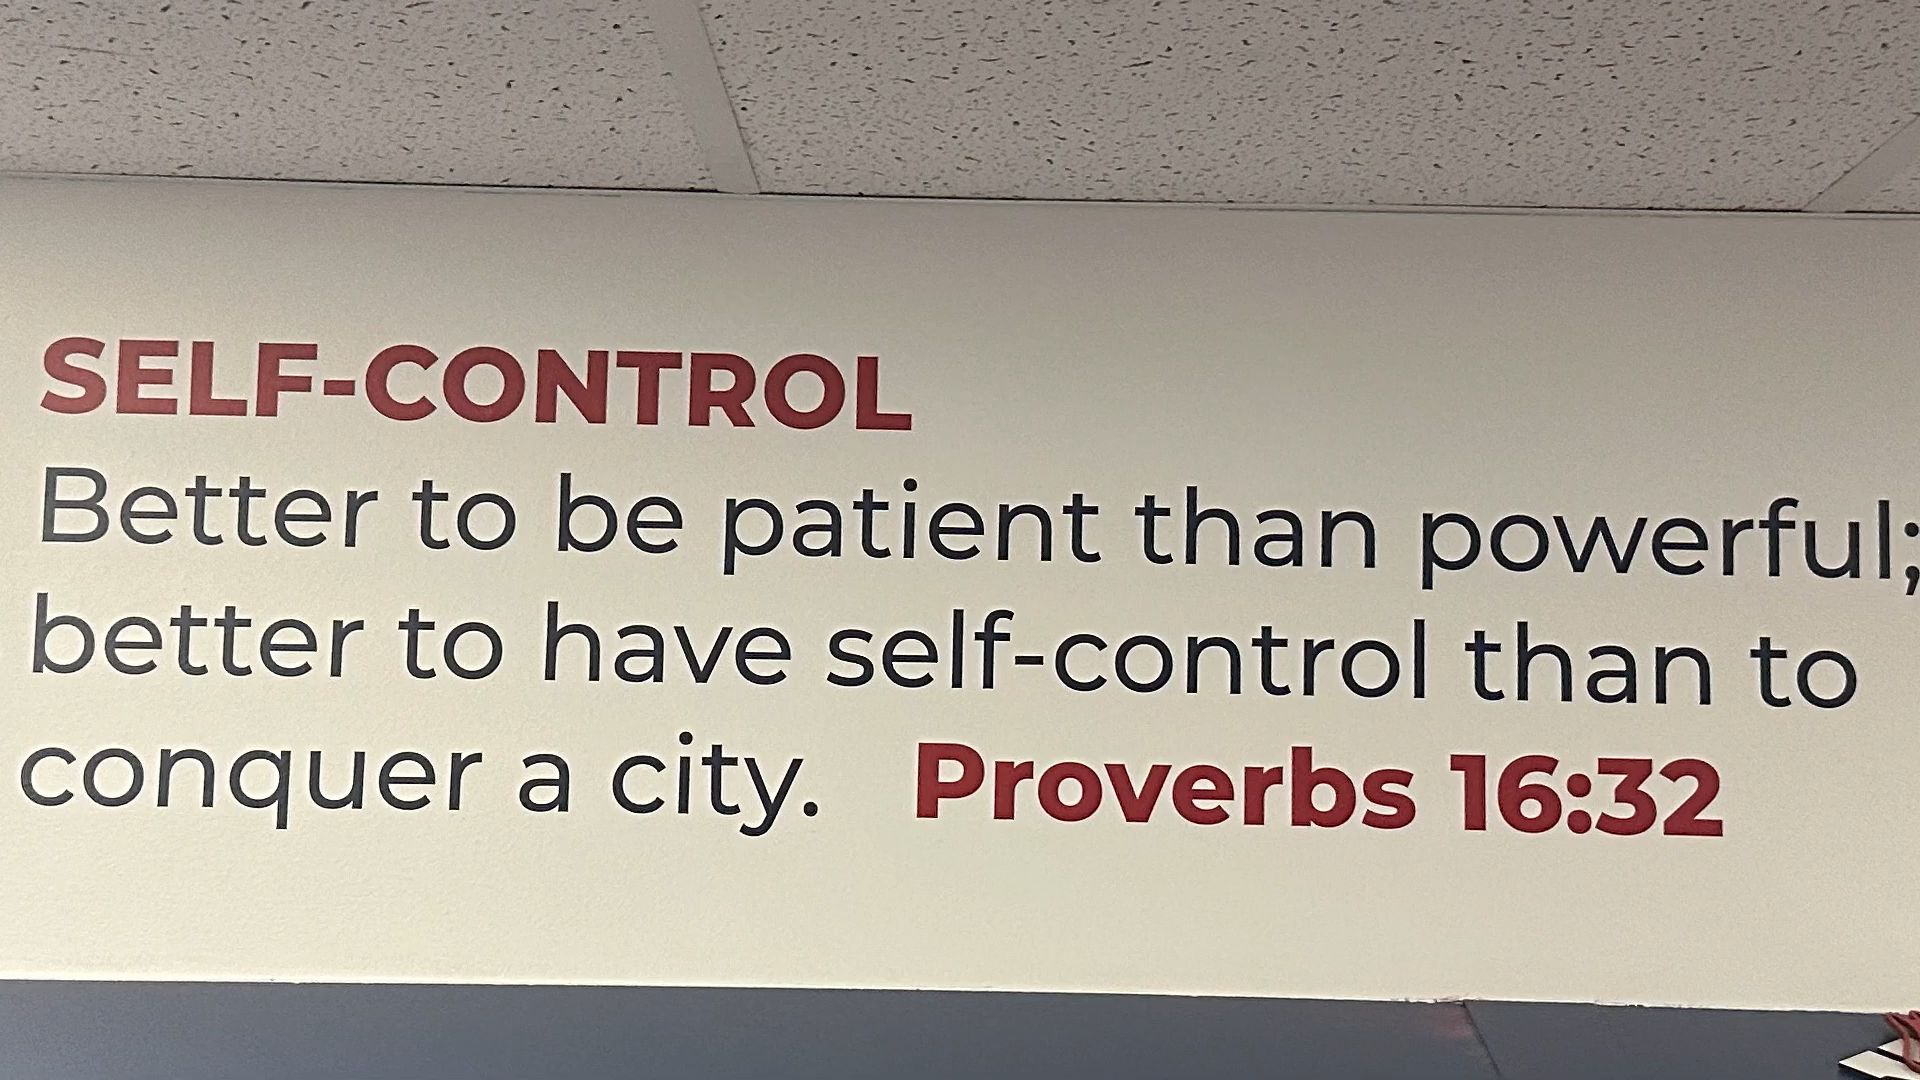 SELF-CONTROL
Better to be patient than powerful;
better to have self-control than to
conquer a city. Proverbs 16:32